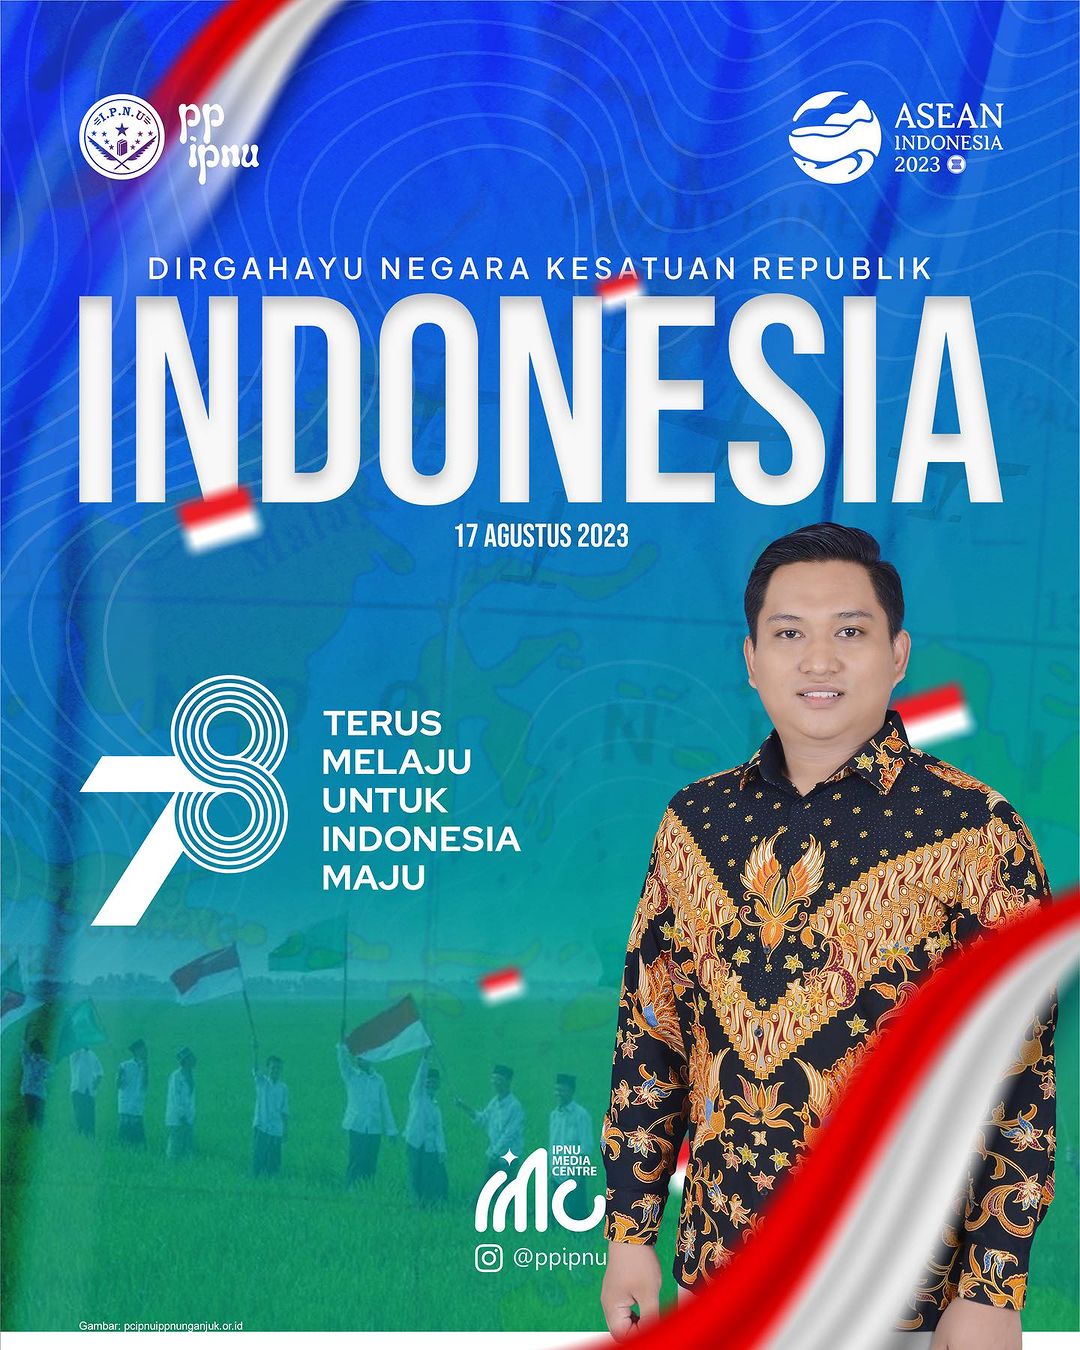 I.P.N.U
pp
ipnu
ASEAN
INDONESIA
2023
DIRGAHAYU NEGARA KESATUAN REPUBLIK
INDONESIA
17 AGUSTUS 2023
78
TERUS
MELAJU
UNTUK
INDONESIA
MAJU
IPNU
MEDIA
CENTRE
imc
@ppipnu
Gambar: pcipnuippnunganjuk.or.id